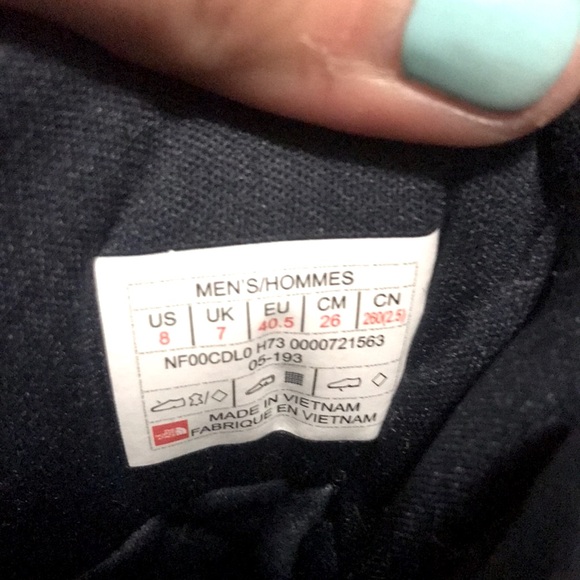 MEN'S/HOMMES
US UK EU CM CN
8 7 40.5 26 260(2.5)
NF00CDL0 H73 0000721563
05-193
MADE IN VIETNAM
FABRIQUE EN VIETNAM